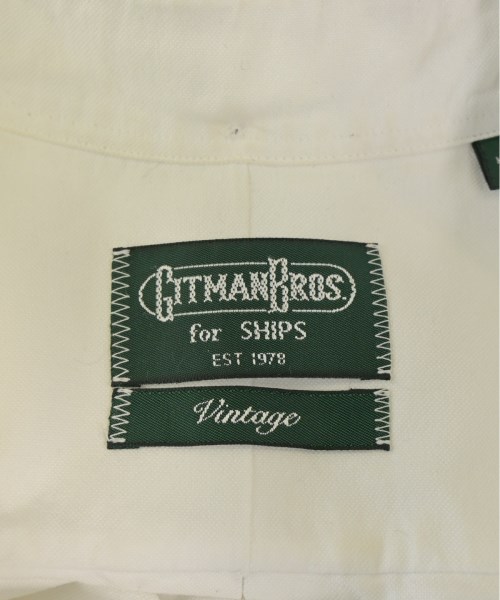 GITMAN BROS.
for SHIPS
EST 1978
Vintage